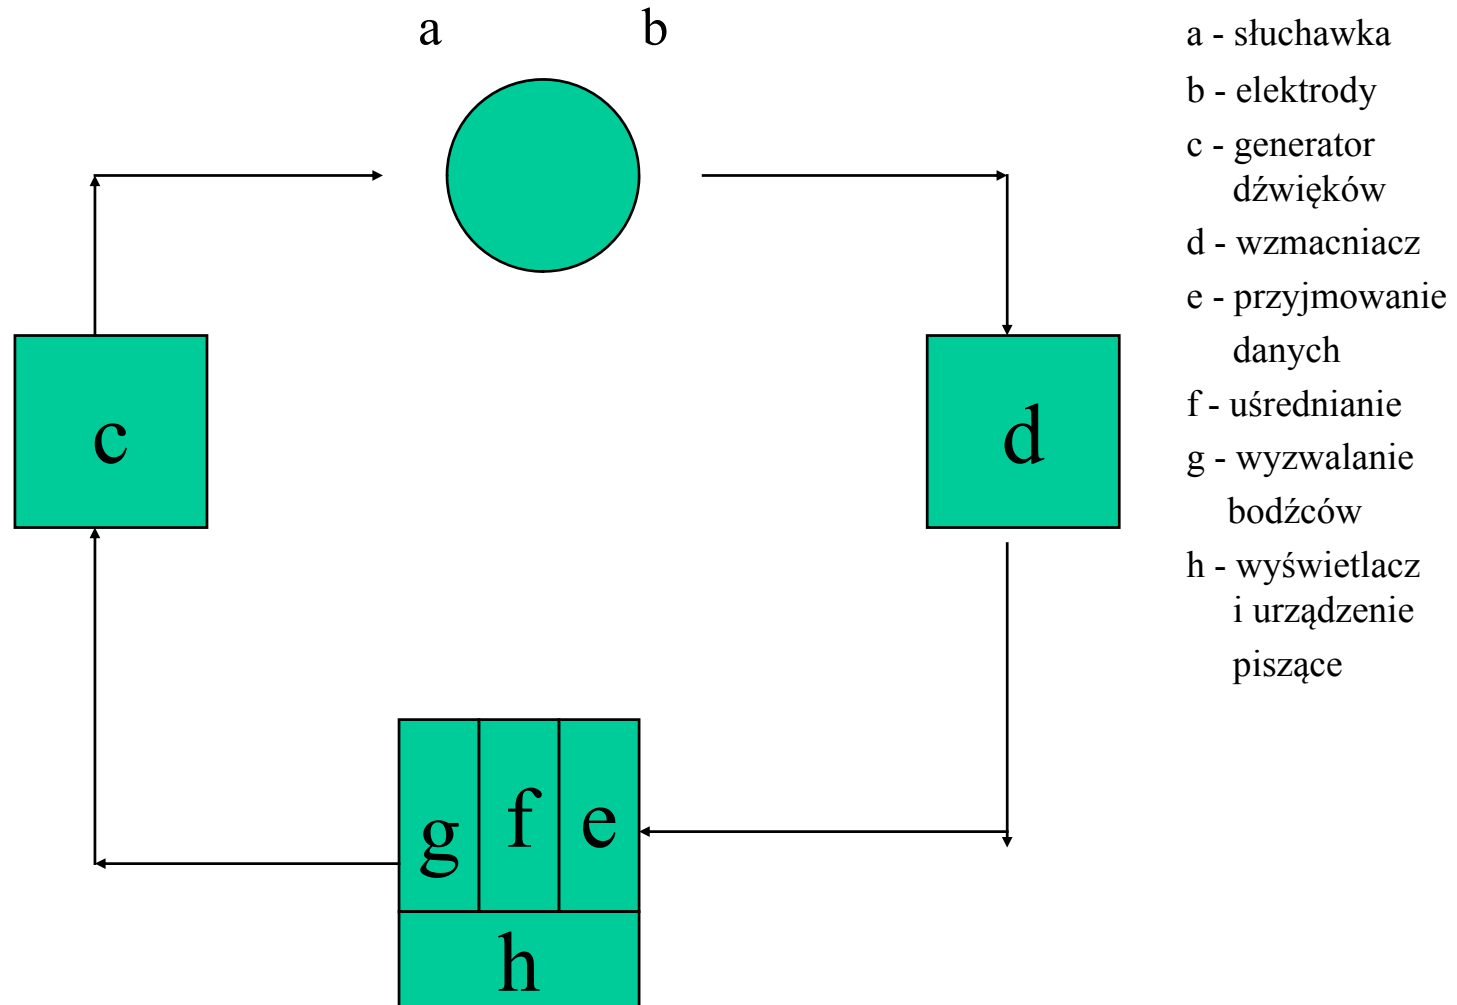 a b
a - słuchawka
b - elektrody
c - generator
dźwięków
d - wzmacniacz
e - przyjmowanie
danych
f - uśrednianie
g - wyzwalanie
bodźców
h - wyświetlacz
i urządzenie
piszące
c
d
g f e
h